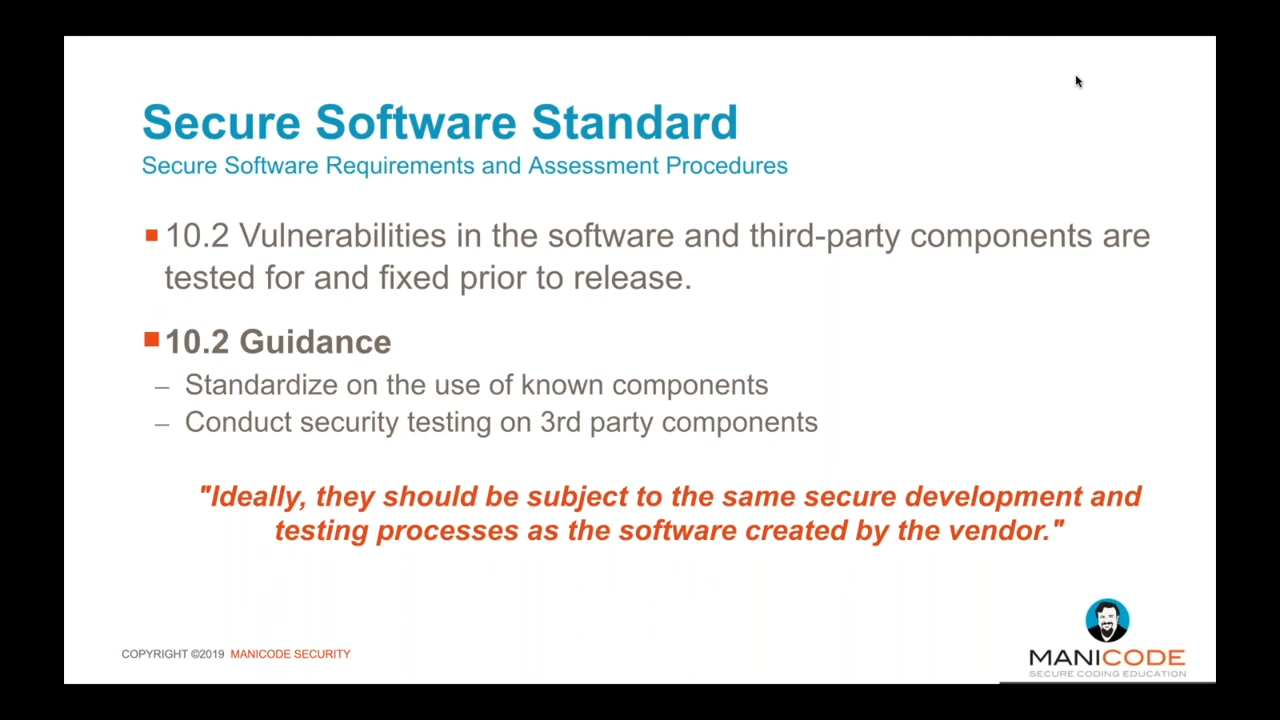 Secure Software Standard
Secure Software Requirements and Assessment Procedures
10.2 Vulnerabilities in the software and third-party components are
tested for and fixed prior to release.
10.2 Guidance
– Standardize on the use of known components
– Conduct security testing on 3rd party components
"Ideally, they should be subject to the same secure development and
testing processes as the software created by the vendor."
COPYRIGHT ©2019 MANICODE SECURITY
MANICODE
SECURE CODING EDUCATION